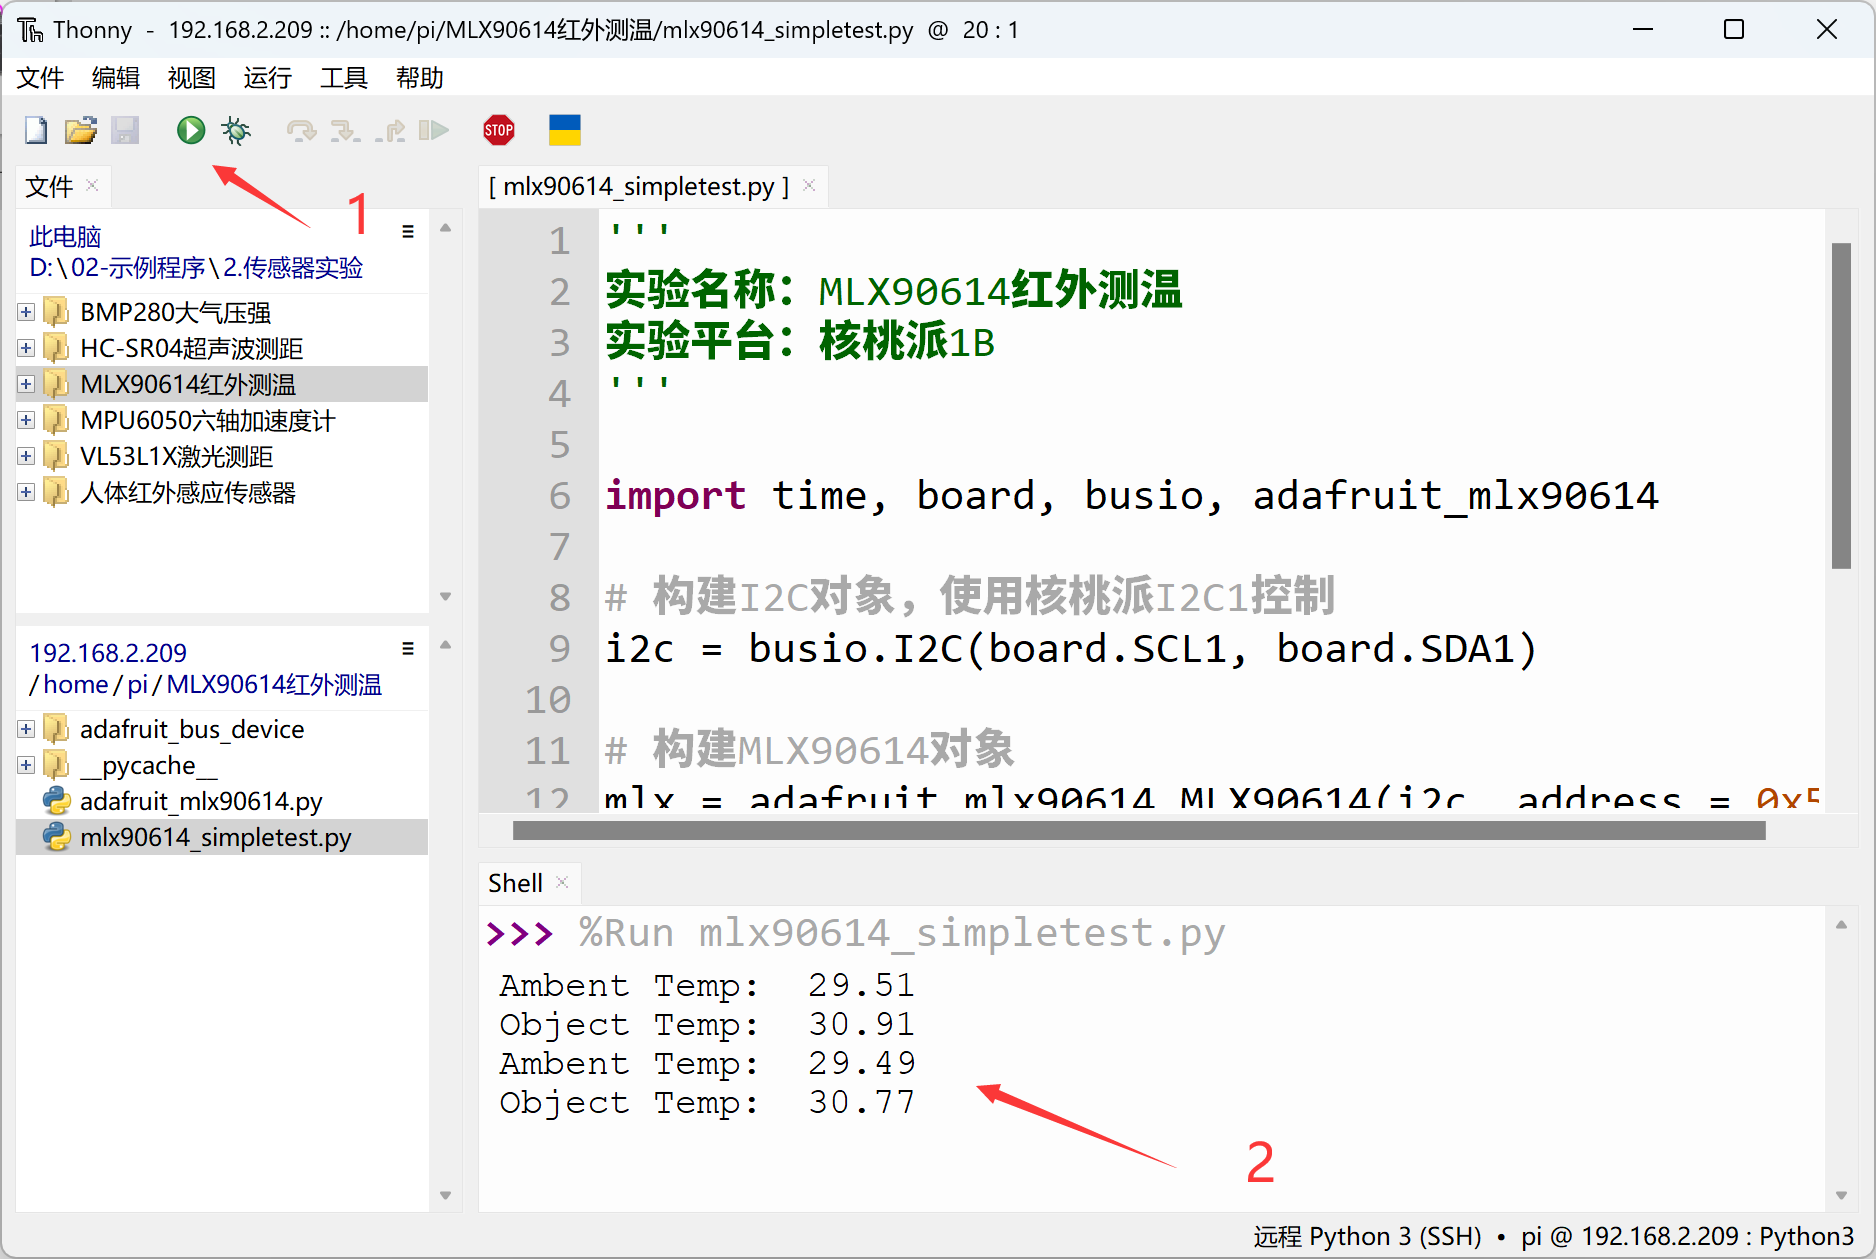 Thonny - 192.168.2.209 :: /home/pi/MLX90614红外测温/mlx90614_simpletest.py @ 20 : 1
文件 编辑 视图 运行 工具 帮助
STOP
1
文件
此电脑
D:\02-示例程序\2.传感器实验
BMP280大气压强
HC-SR04超声波测距
MLX90614红外测温
MPU6050六轴加速度计
VL53L1X激光测距
人体红外感应传感器
192.168.2.209
/home/pi/MLX90614红外测温
adafruit_bus_device
__pycache__
adafruit_mlx90614.py
mlx90614_simpletest.py
[ mlx90614_simpletest.py ]
1 '''
2 实验名称：MLX90614红外测温
3 实验平台：核桃派1B
4 '''
5
6 import time, board, busio, adafruit_mlx90614
7
8 # 构建I2C对象，使用核桃派I2C1控制
9 i2c = busio.I2C(board.SCL1, board.SDA1)
10
11 # 构建MLX90614对象
12 mlx = adafruit_mlx90614.MLX90614(i2c, address = 0x5
Shell
>>> %Run mlx90614_simpletest.py
Ambent Temp: 29.51
Object Temp: 30.91
Ambent Temp: 29.49
Object Temp: 30.77
2
远程 Python 3 (SSH) • pi @ 192.168.2.209 : Python3